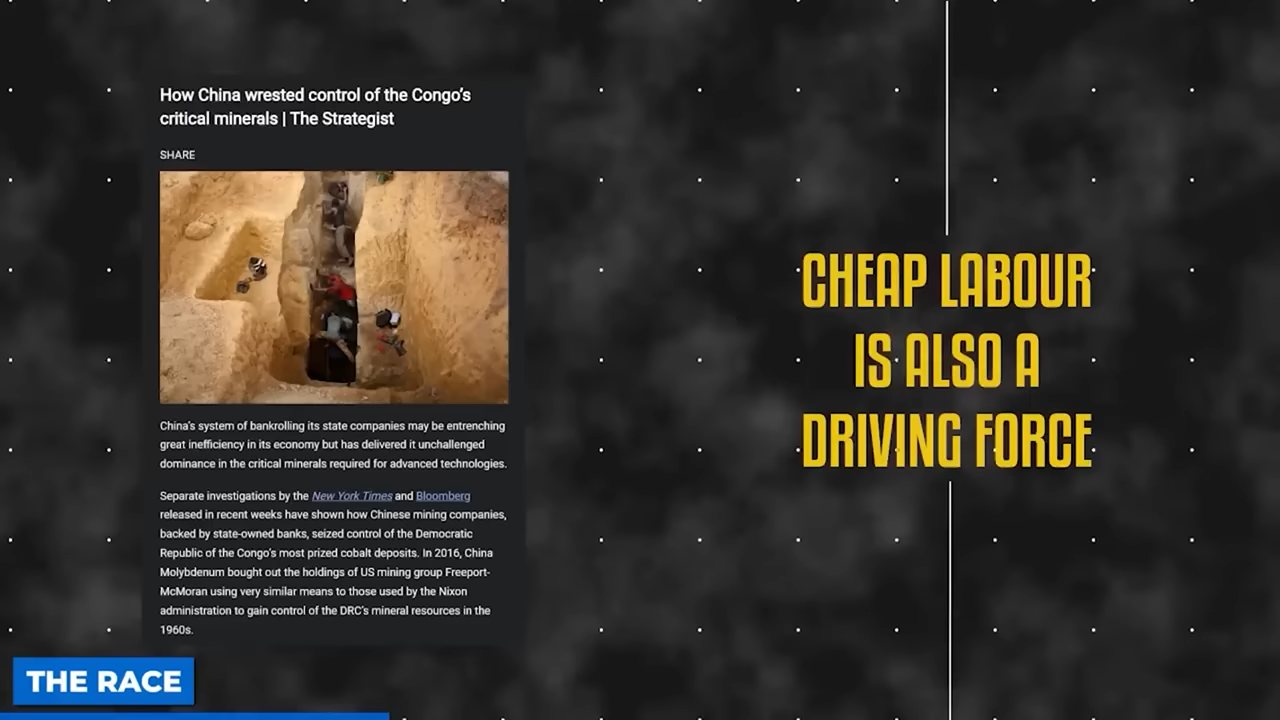 How China wrested control of the Congo's
critical minerals | The Strategist
SHARE
China's system of bankrolling its state companies may be entrenching
great inefficiency in its economy but has delivered it unchallenged
dominance in the critical minerals required for advanced technologies.
Separate investigations by the New York Times and Bloomberg
released in recent weeks have shown how Chinese mining companies,
backed by state-owned banks, seized control of the Democratic
Republic of the Congo's most prized cobalt deposits. In 2016, China
Molybdenum bought out the holdings of US mining group Freeport-
McMoran using very similar means to those used by the Nixon
administration to gain control of the DRC's mineral resources in the
1960s.
CHEAP LABOUR
IS ALSO A
DRIVING FORCE
THE RACE